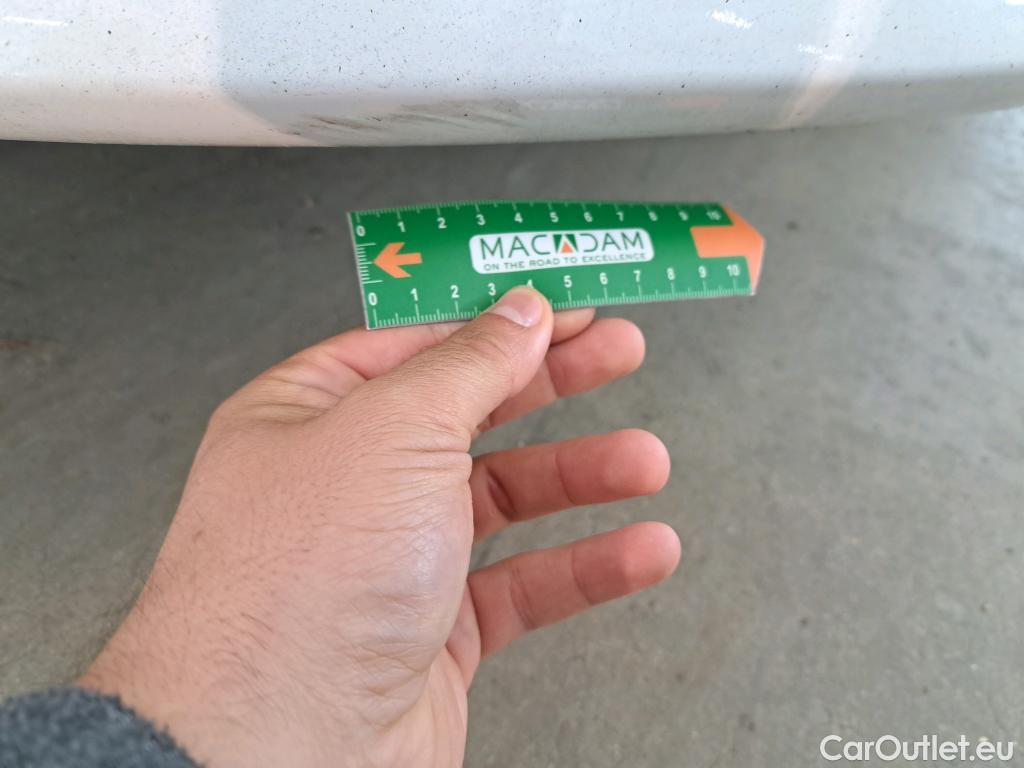 0 1 2 3 4 5 6 7 8 9 10
MACADAM
ON THE ROAD TO EXCELLENCE
0 1 2 3 4 5 6 7 8 9 10
CarOutlet.eu